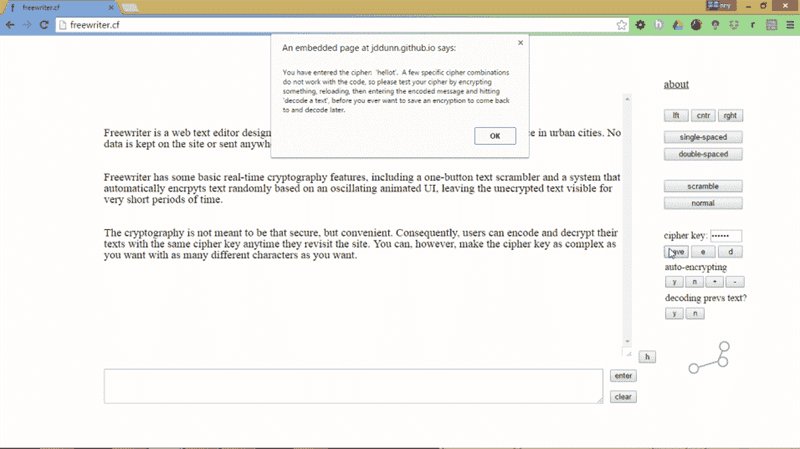 freewriter.cf
freewriter.cf
An embedded page at jddunn.github.io says:
You have entered the cipher: 'hellot'. A few specific cipher combinations
do not work with the code, so please test your cipher by encrypting
something, reloading, then entering the encoded message and hitting
'decode a text', before you ever want to save an encryption to come back
to and decode later.
OK
about
lft cntr rght
single-spaced
double-spaced
scramble
normal
cipher key: ••••••
e d
auto-encrypting
y n + -
decoding prevs text?
y n
Freewriter is a web text editor design e in urban cities. No
data is kept on the site or sent anywh
Freewriter has some basic real-time cryptography features, including a one-button text scrambler and a system that
automatically encrpyts text randomly based on an oscillating animated UI, leaving the unecrypted text visible for
very short periods of time.
The cryptography is not meant to be that secure, but convenient. Consequently, users can encode and decrypt their
texts with the same cipher key anytime they revisit the site. You can, however, make the cipher key as complex as
you want with as many different characters as you want.
h
enter
clear